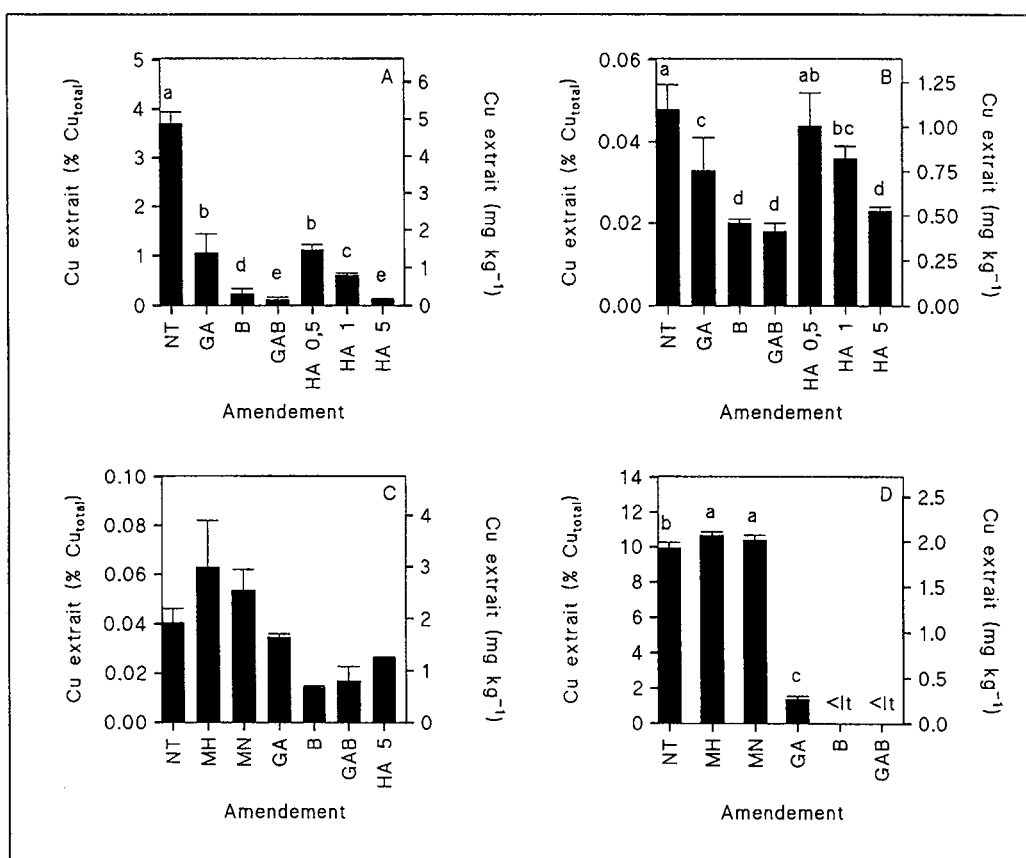 A
Cu extrait (% Cu_total)
5
4
3
2
1
0
a
b
d
e
b
c
e
6
5
4
3
2
1
0
Cu extrait (mg kg⁻¹)
NT
GA
B
GAB
HA 0,5
HA 1
HA 5
Amendement
B
Cu extrait (% Cu_total)
0.06
0.04
0.02
0.00
a
c
d
d
ab
bc
d
1.25
1.00
0.75
0.50
0.25
0.00
Cu extrait (mg kg⁻¹)
NT
GA
B
GAB
HA 0,5
HA 1
HA 5
Amendement
C
Cu extrait (% Cu_total)
0.10
0.08
0.06
0.04
0.02
0.00
4
3
2
1
0
Cu extrait (mg kg⁻¹)
NT
MH
MN
GA
B
GAB
HA 5
Amendement
D
Cu extrait (% Cu_total)
14
12
10
8
6
4
2
0
b
a
a
c
<lt
<lt
2.5
2.0
1.5
1.0
0.5
0.0
Cu extrait (mg kg⁻¹)
NT
MH
MN
GA
B
GAB
Amendement